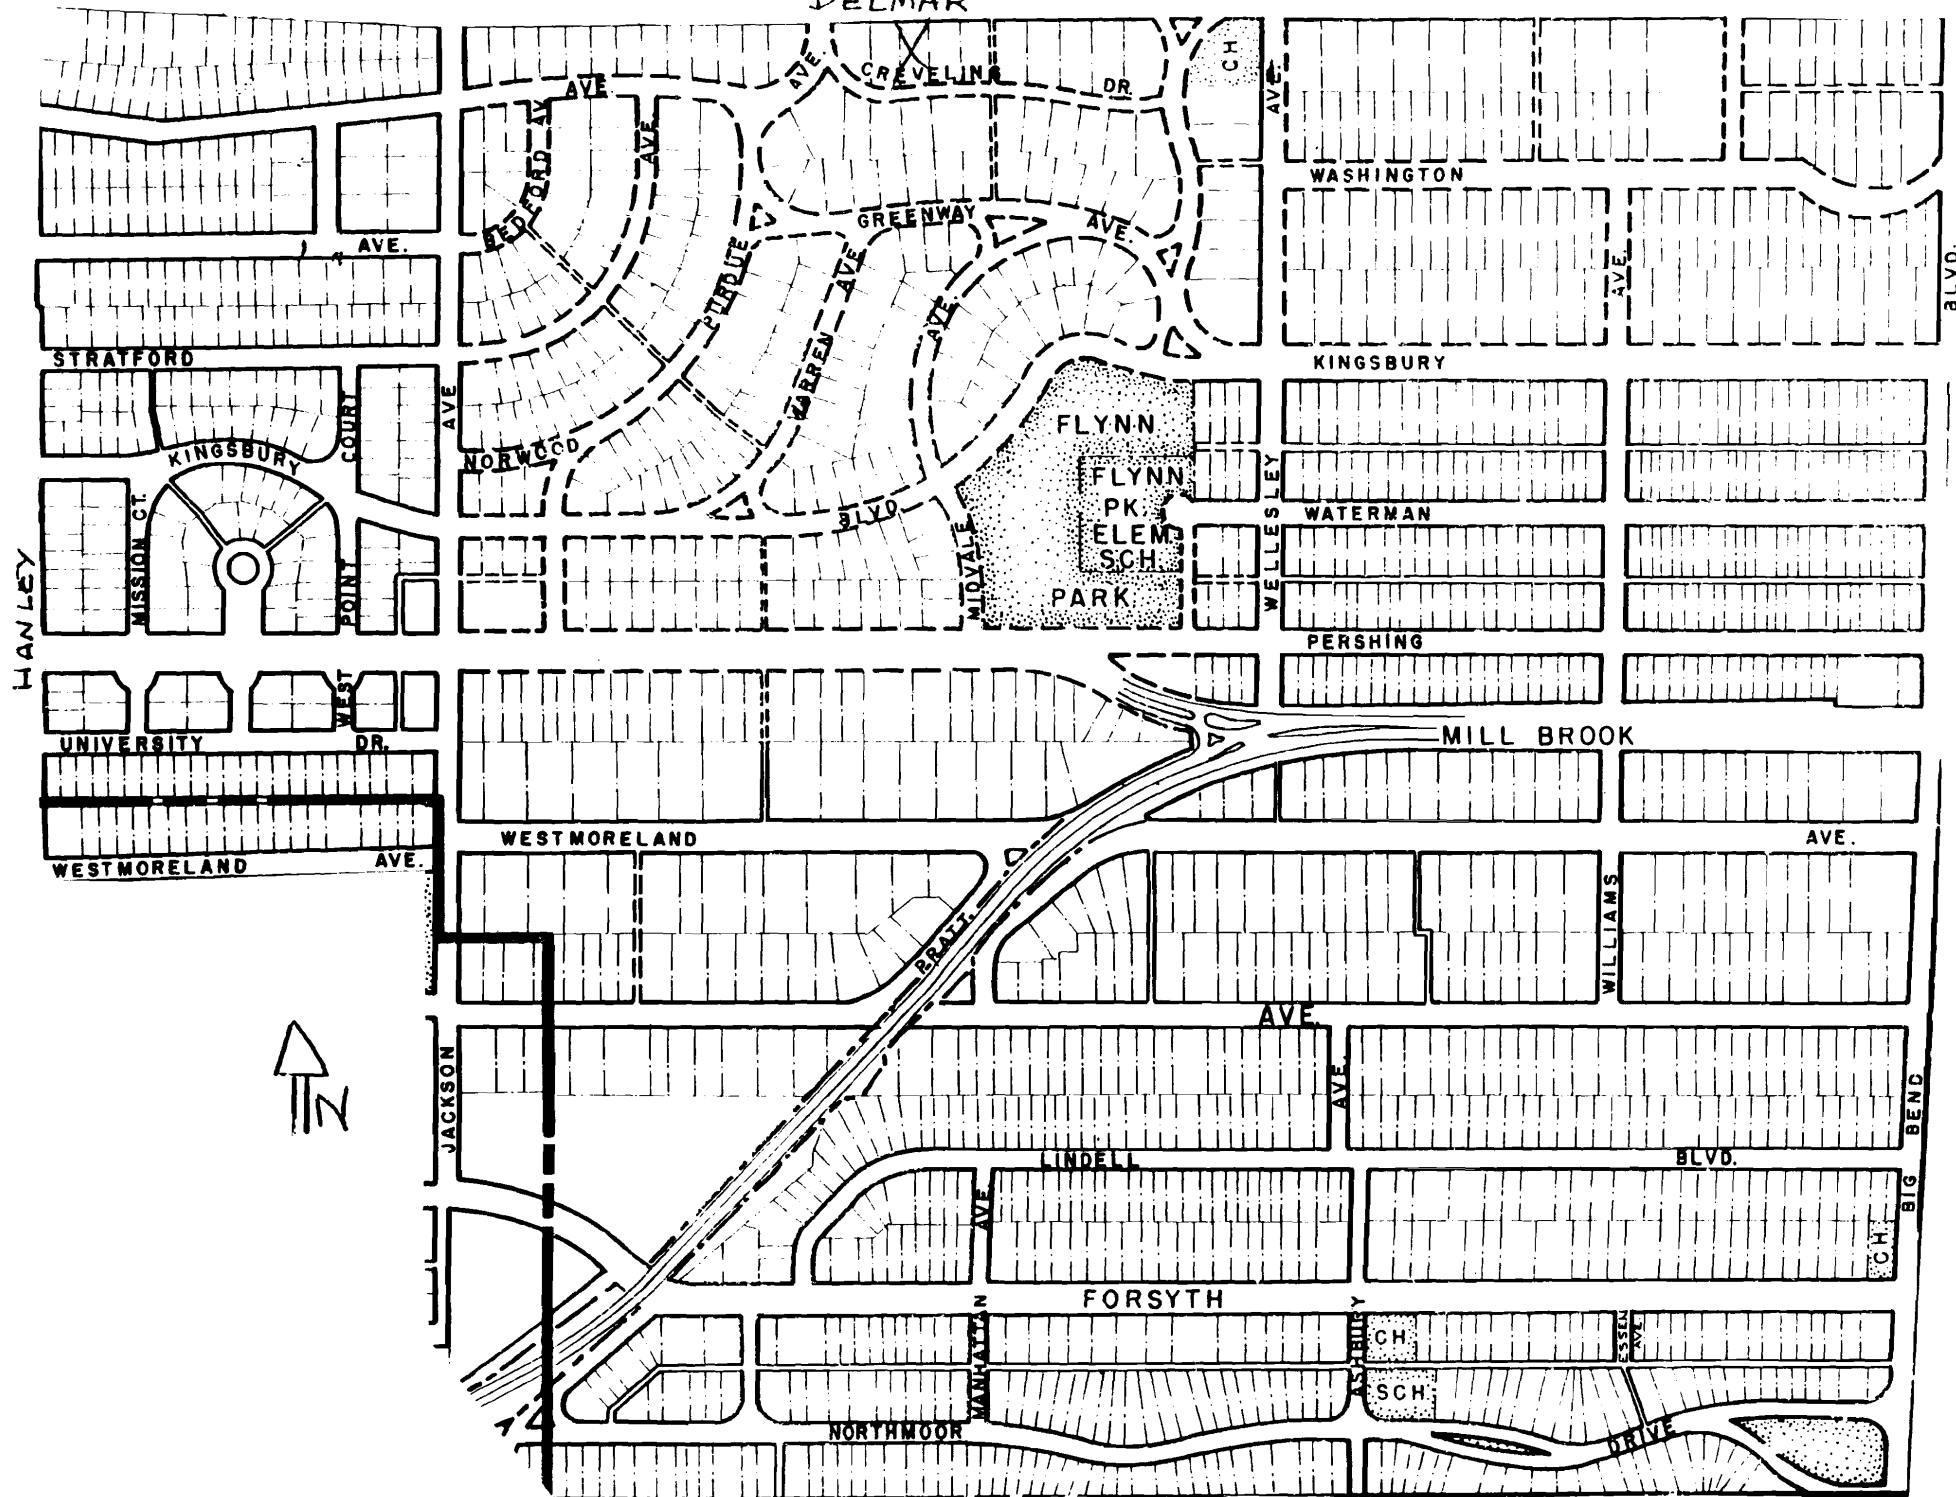 DELMAR
CH
CREVELING
DR.
AVE.
AVE
AVE.
BEDFORD AV
AVE
WASHINGTON
GREENWAY
AVE.
AVE.
PURDUE
WARREN AVE
AVE.
AVE.
BLVD.
STRATFORD
KINGSBURY
COURT
AVE
FLYNN
NORWOOD
KINGSBURY
FLYNN
PK.
ELEM.
SCH.
PARK
BLVD
WATERMAN
MISSION CT.
POINT
MIDVALE
WELLESLEY
HANLEY
PERSHING
WEST
UNIVERSITY
DR.
MILL BROOK
WESTMORELAND
AVE.
WESTMORELAND
AVE.
WILLIAMS
PRATT
AVE.
N
JACKSON
AVE.
BEND
LINDELL
BLVD.
AVE.
BIG
CH
FORSYTH
MANHATTAN
ASHBURY
CH
ESSEN
AVE
SCH
NORTHMOOR
DRIVE